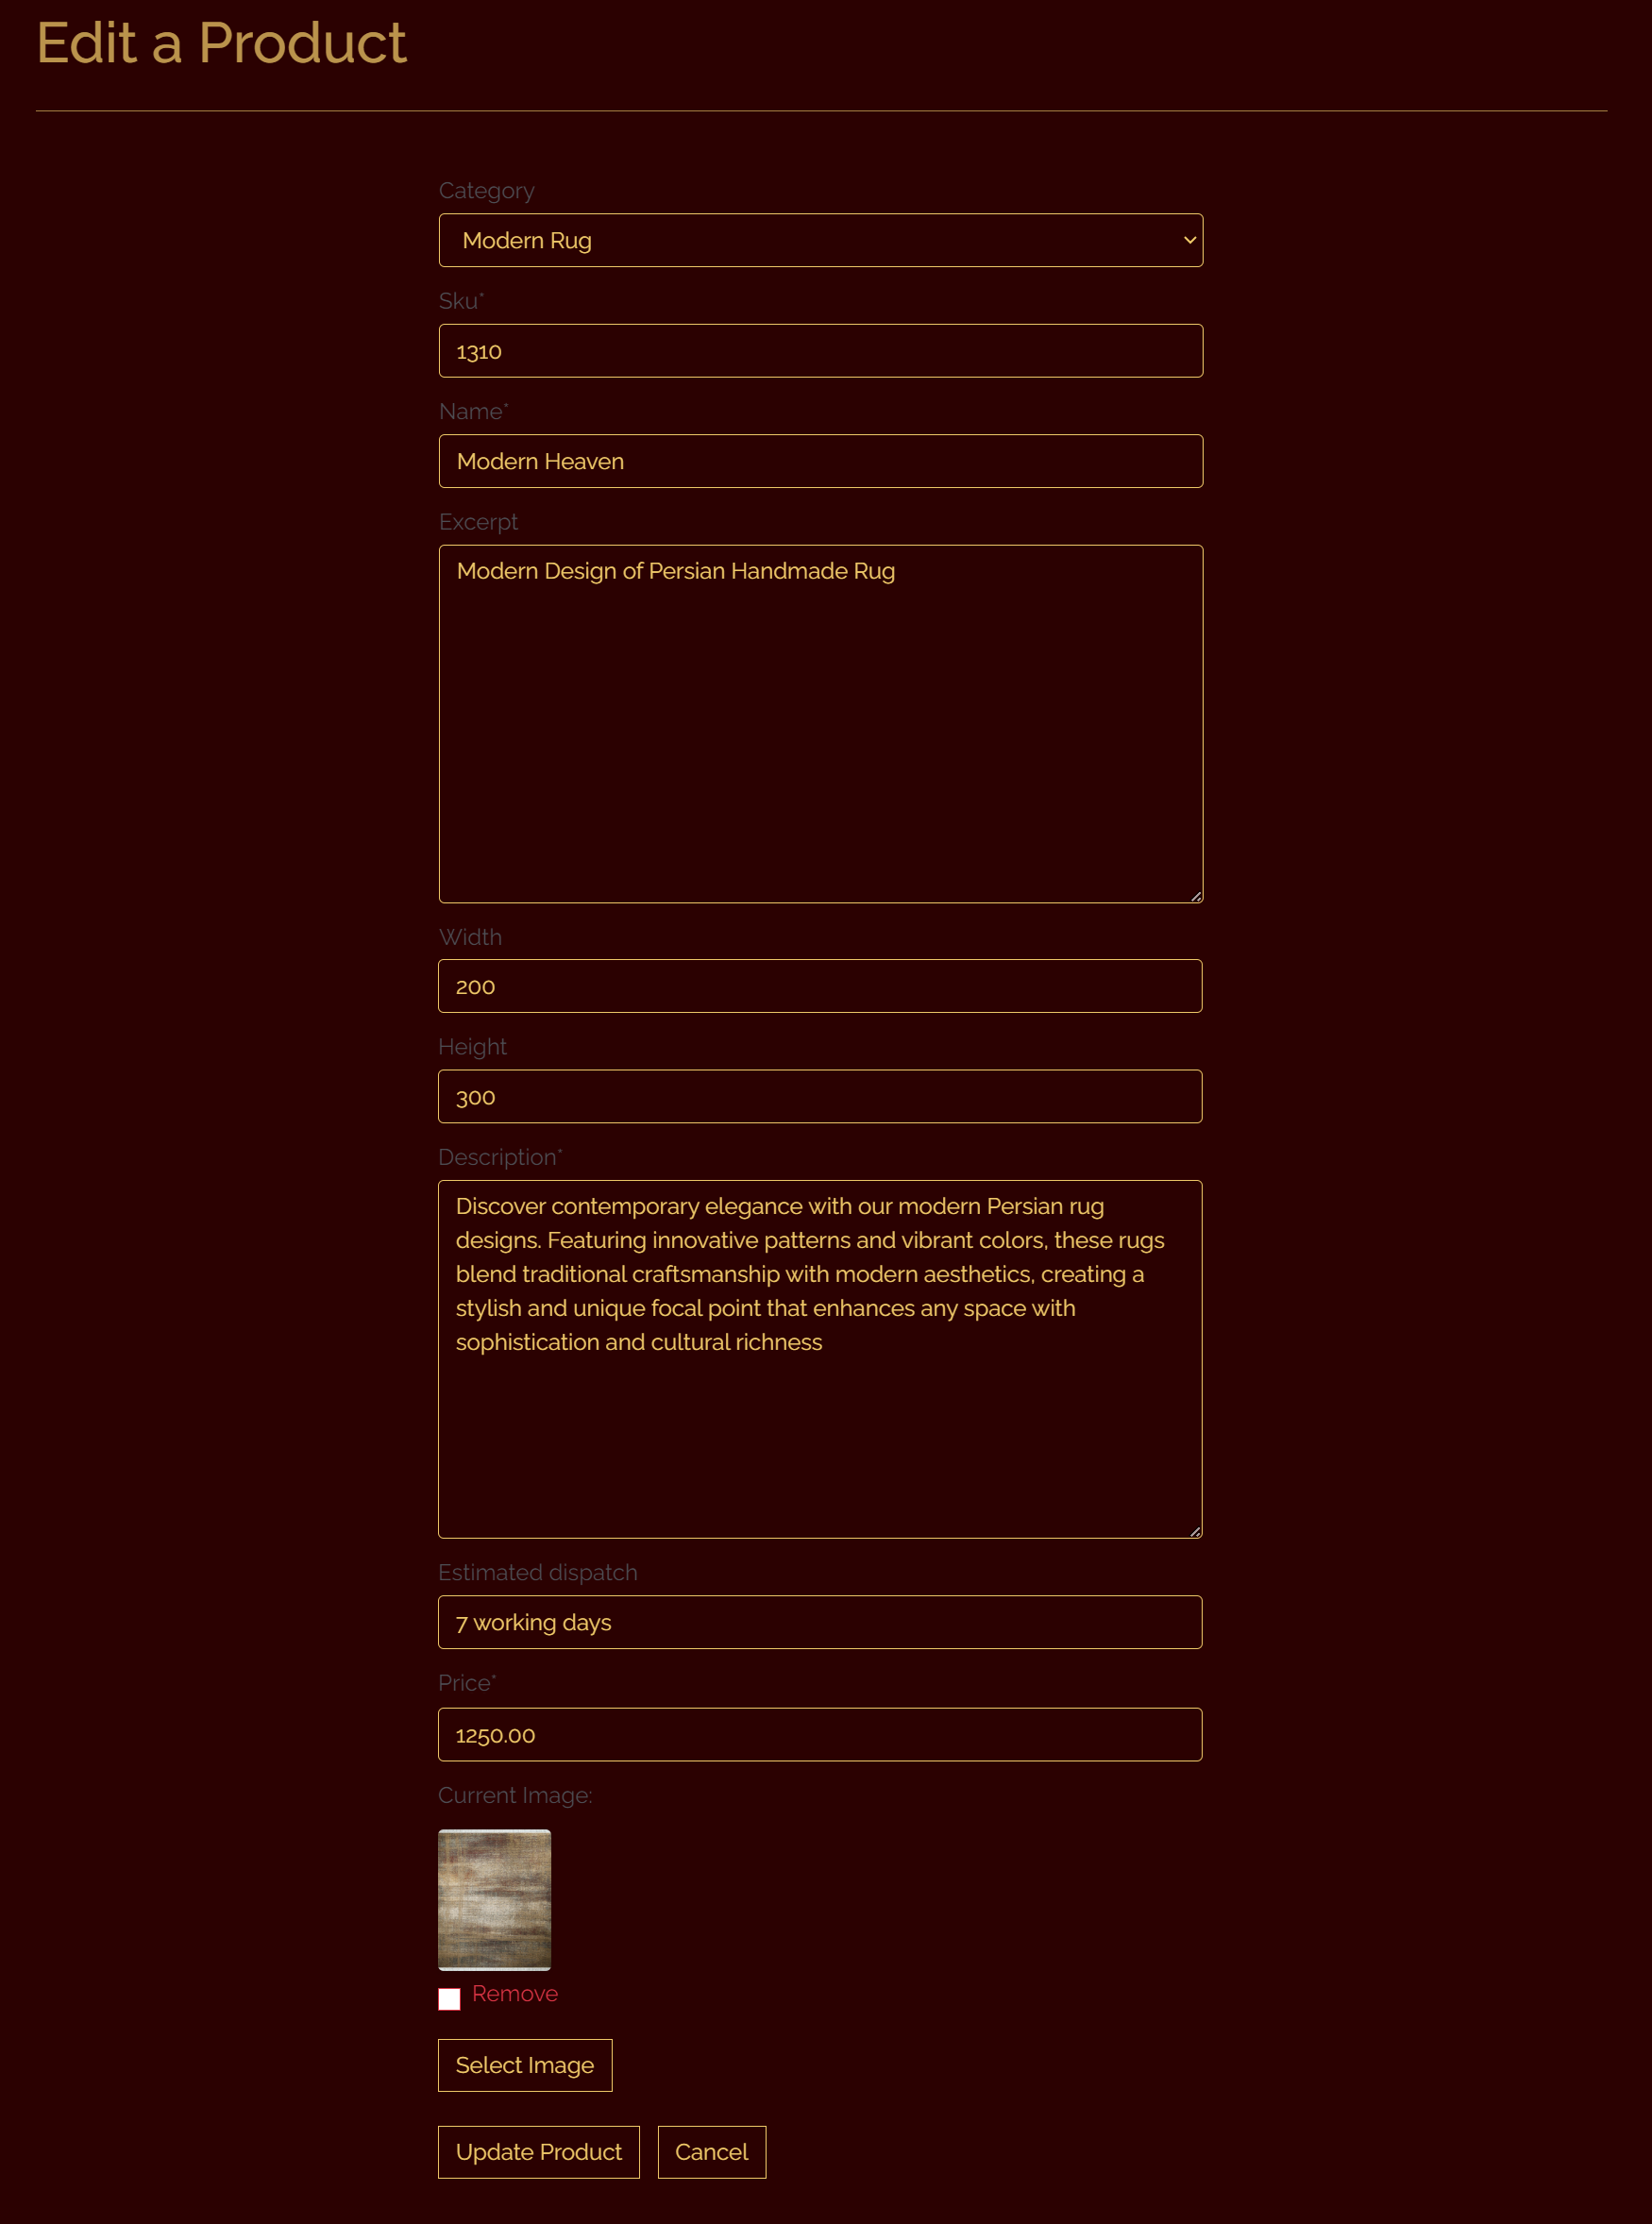 Edit a Product
Category
Modern Rug
Sku*
1310
Name*
Modern Heaven
Excerpt
Modern Design of Persian Handmade Rug
Width
200
Height
300
Description*
Discover contemporary elegance with our modern Persian rug
designs. Featuring innovative patterns and vibrant colors, these rugs
blend traditional craftsmanship with modern aesthetics, creating a
stylish and unique focal point that enhances any space with
sophistication and cultural richness
Estimated dispatch
7 working days
Price*
1250.00
Current Image:
Remove
Select Image
Update Product Cancel